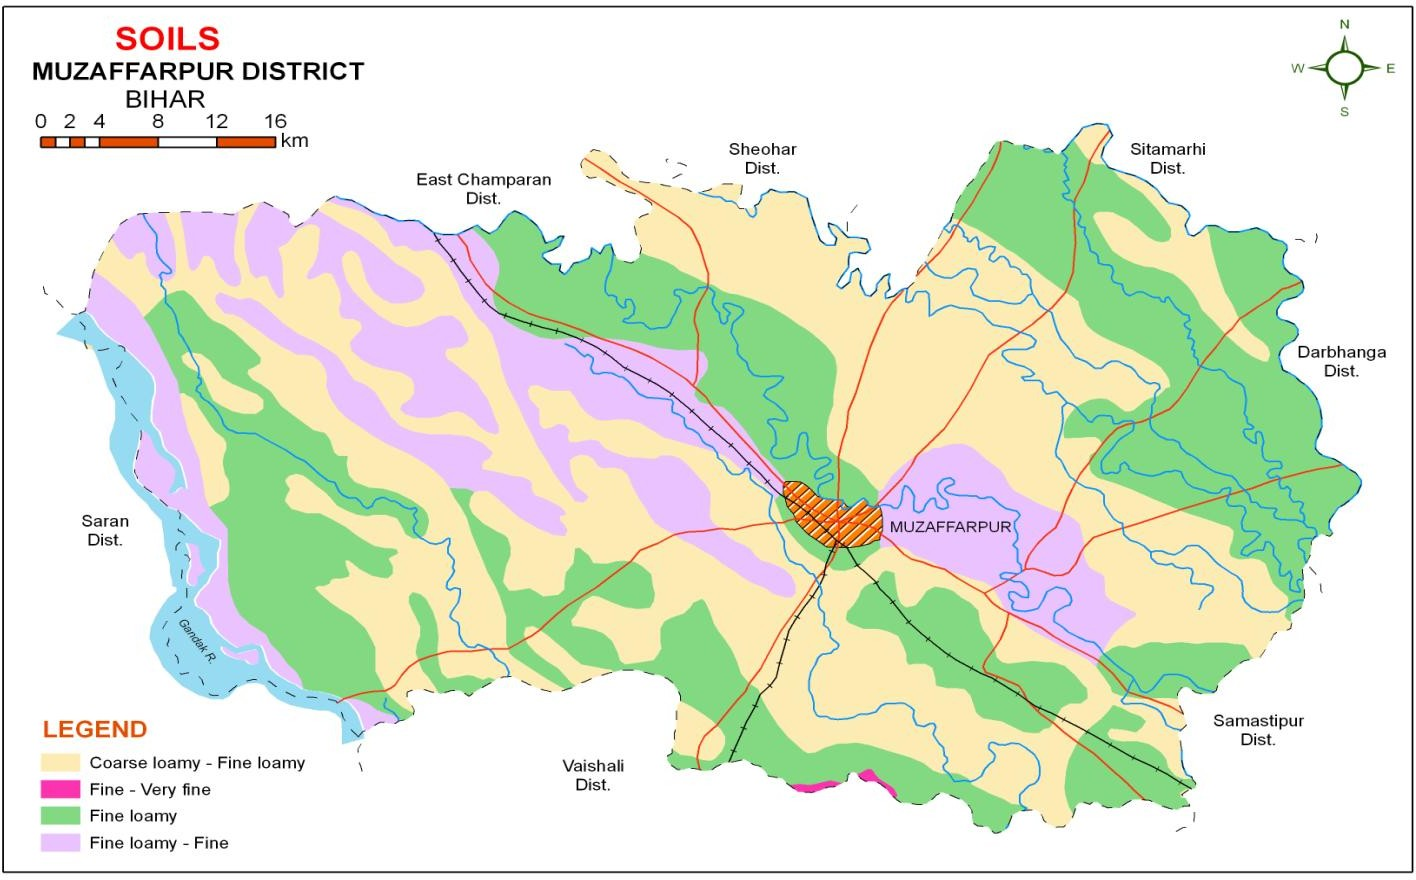 SOILS
MUZAFFARPUR DISTRICT
BIHAR
0 2 4 8 12 16
km
N
W E
S
Sheohar
Dist.
Sitamarhi
Dist.
East Champaran
Dist.
Darbhanga
Dist.
Saran
Dist.
MUZAFFARPUR
Gandak R.
Samastipur
Dist.
Vaishali
Dist.
LEGEND
Coarse loamy - Fine loamy
Fine - Very fine
Fine loamy
Fine loamy - Fine